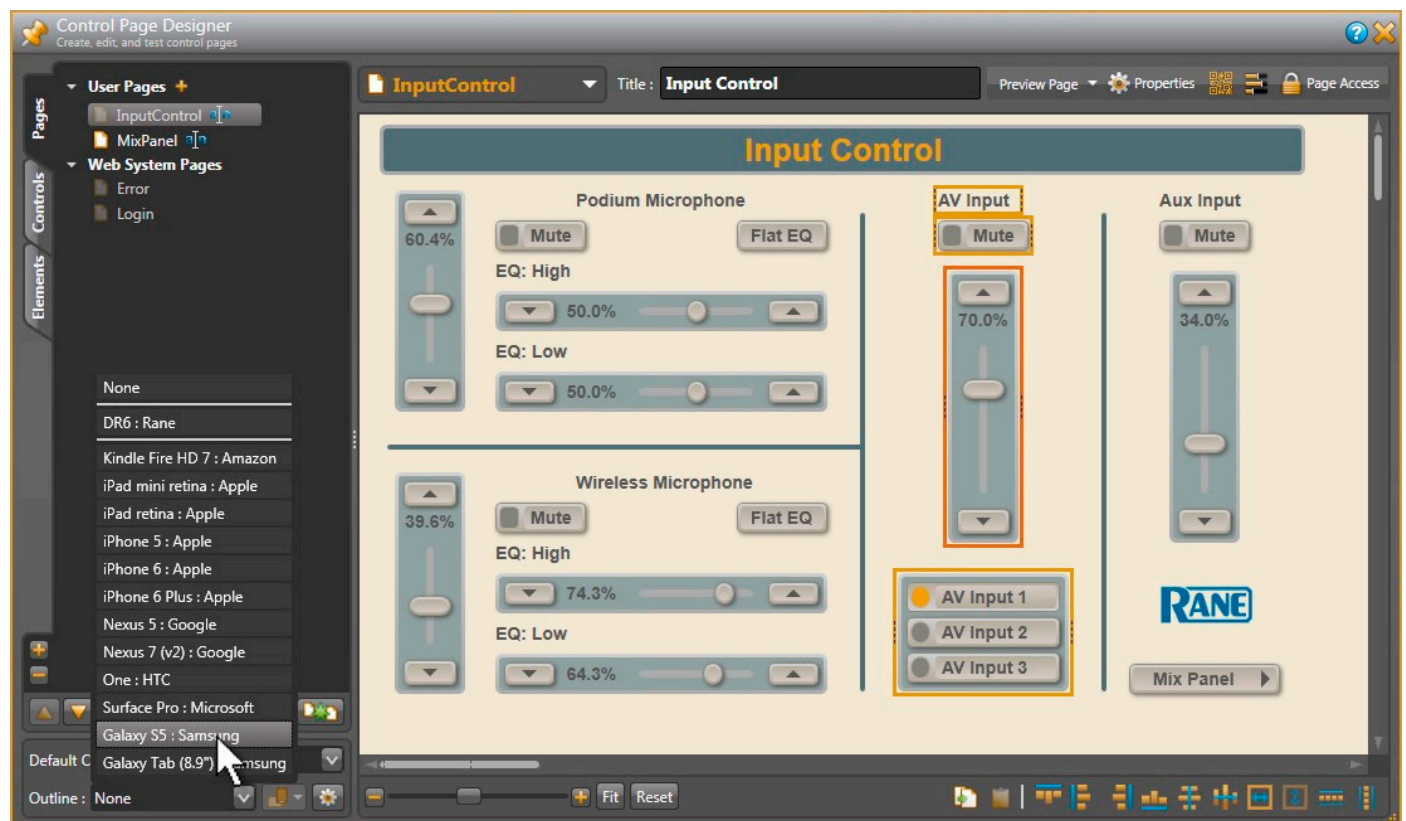 Control Page Designer
Create, edit, and test control pages
Pages
Controls
Elements
User Pages
InputControl
MixPanel
Web System Pages
Error
Login
InputControl
Title : Input Control
Preview Page
Properties
Page Access
Input Control
Podium Microphone
60.4%
Mute
Flat EQ
EQ: High
50.0%
EQ: Low
50.0%
Wireless Microphone
39.6%
Mute
Flat EQ
EQ: High
74.3%
EQ: Low
64.3%
AV Input
Mute
70.0%
AV Input 1
AV Input 2
AV Input 3
Aux Input
Mute
34.0%
RANE
Mix Panel
None
DR6 : Rane
Kindle Fire HD 7 : Amazon
iPad mini retina : Apple
iPad retina : Apple
iPhone 5 : Apple
iPhone 6 : Apple
iPhone 6 Plus : Apple
Nexus 5 : Google
Nexus 7 (v2) : Google
One : HTC
Surface Pro : Microsoft
Galaxy S5 : Samsung
Galaxy Tab (8.9")
Default
Outline : None
Fit
Reset